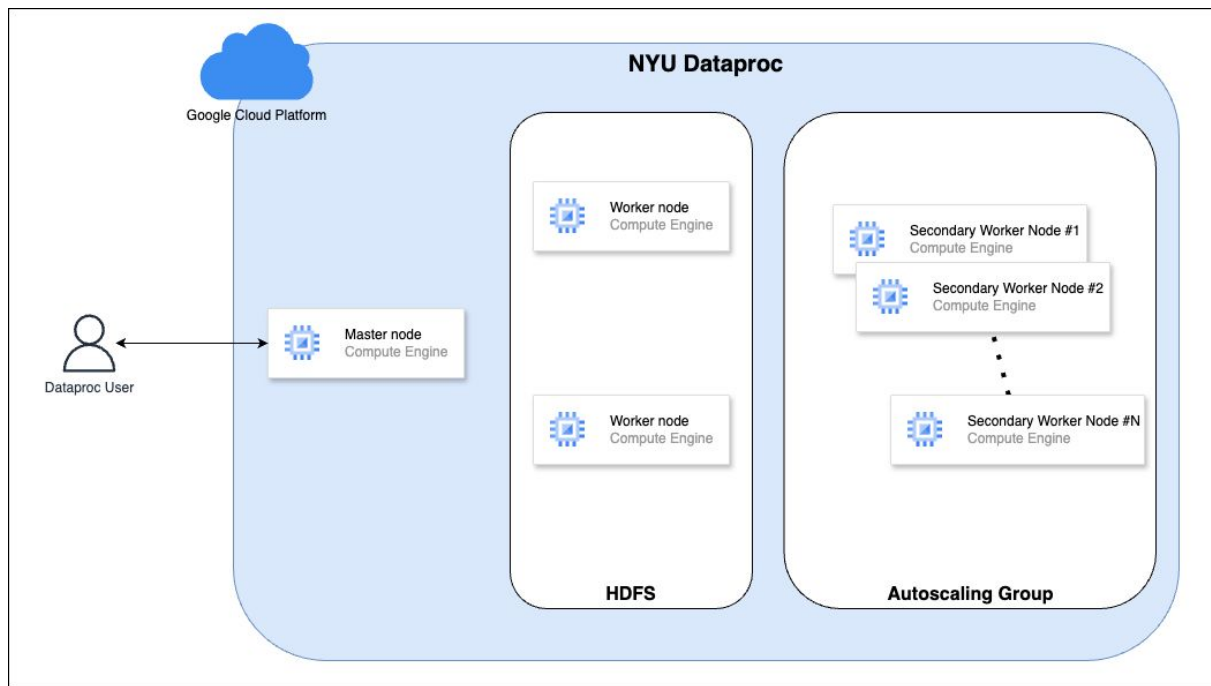 NYU Dataproc
Google Cloud Platform
Dataproc User
Master node
Compute Engine
Worker node
Compute Engine
Worker node
Compute Engine
HDFS
Secondary Worker Node #1
Compute Engine
Secondary Worker Node #2
Compute Engine
Secondary Worker Node #N
Compute Engine
Autoscaling Group